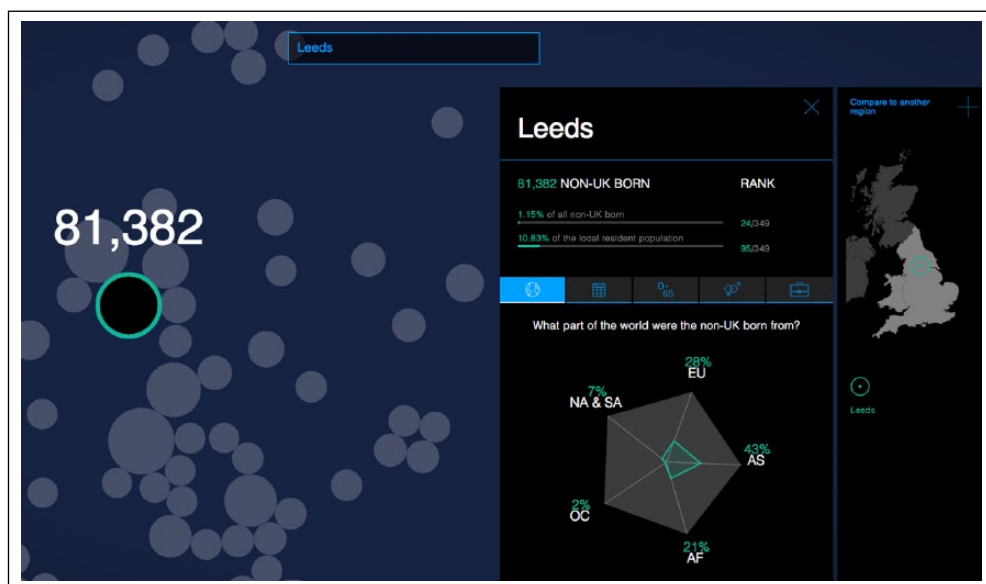 Leeds
81,382
Leeds
81,382 NON-UK BORN
RANK
1.15% of all non-UK born
24/349
10.83% of the local resident population
95/349
0-
65
What part of the world were the non-UK born from?
28%
EU
7%
NA & SA
43%
AS
2%
OC
21%
AF
Compare to another
region
Leeds